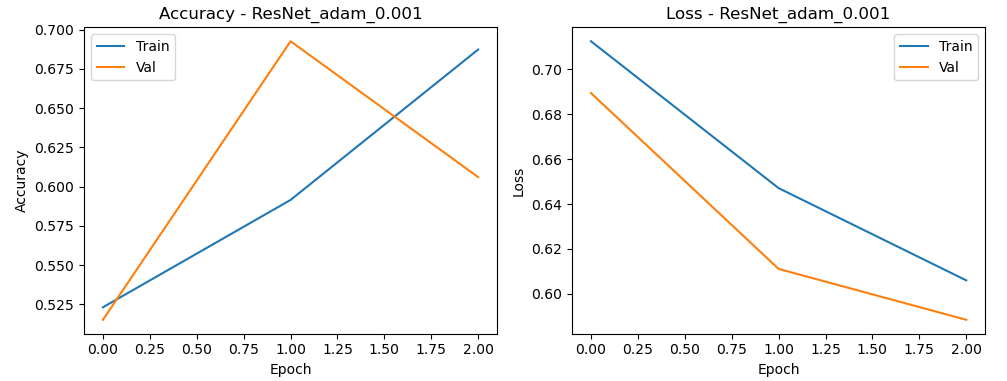 Accuracy - ResNet_adam_0.001
Train
Val
0.700
0.675
0.650
0.625
0.600
0.575
0.550
0.525
Accuracy
0.00 0.25 0.50 0.75 1.00 1.25 1.50 1.75 2.00
Epoch
Loss - ResNet_adam_0.001
Train
Val
0.70
0.68
0.66
0.64
0.62
0.60
Loss
0.00 0.25 0.50 0.75 1.00 1.25 1.50 1.75 2.00
Epoch